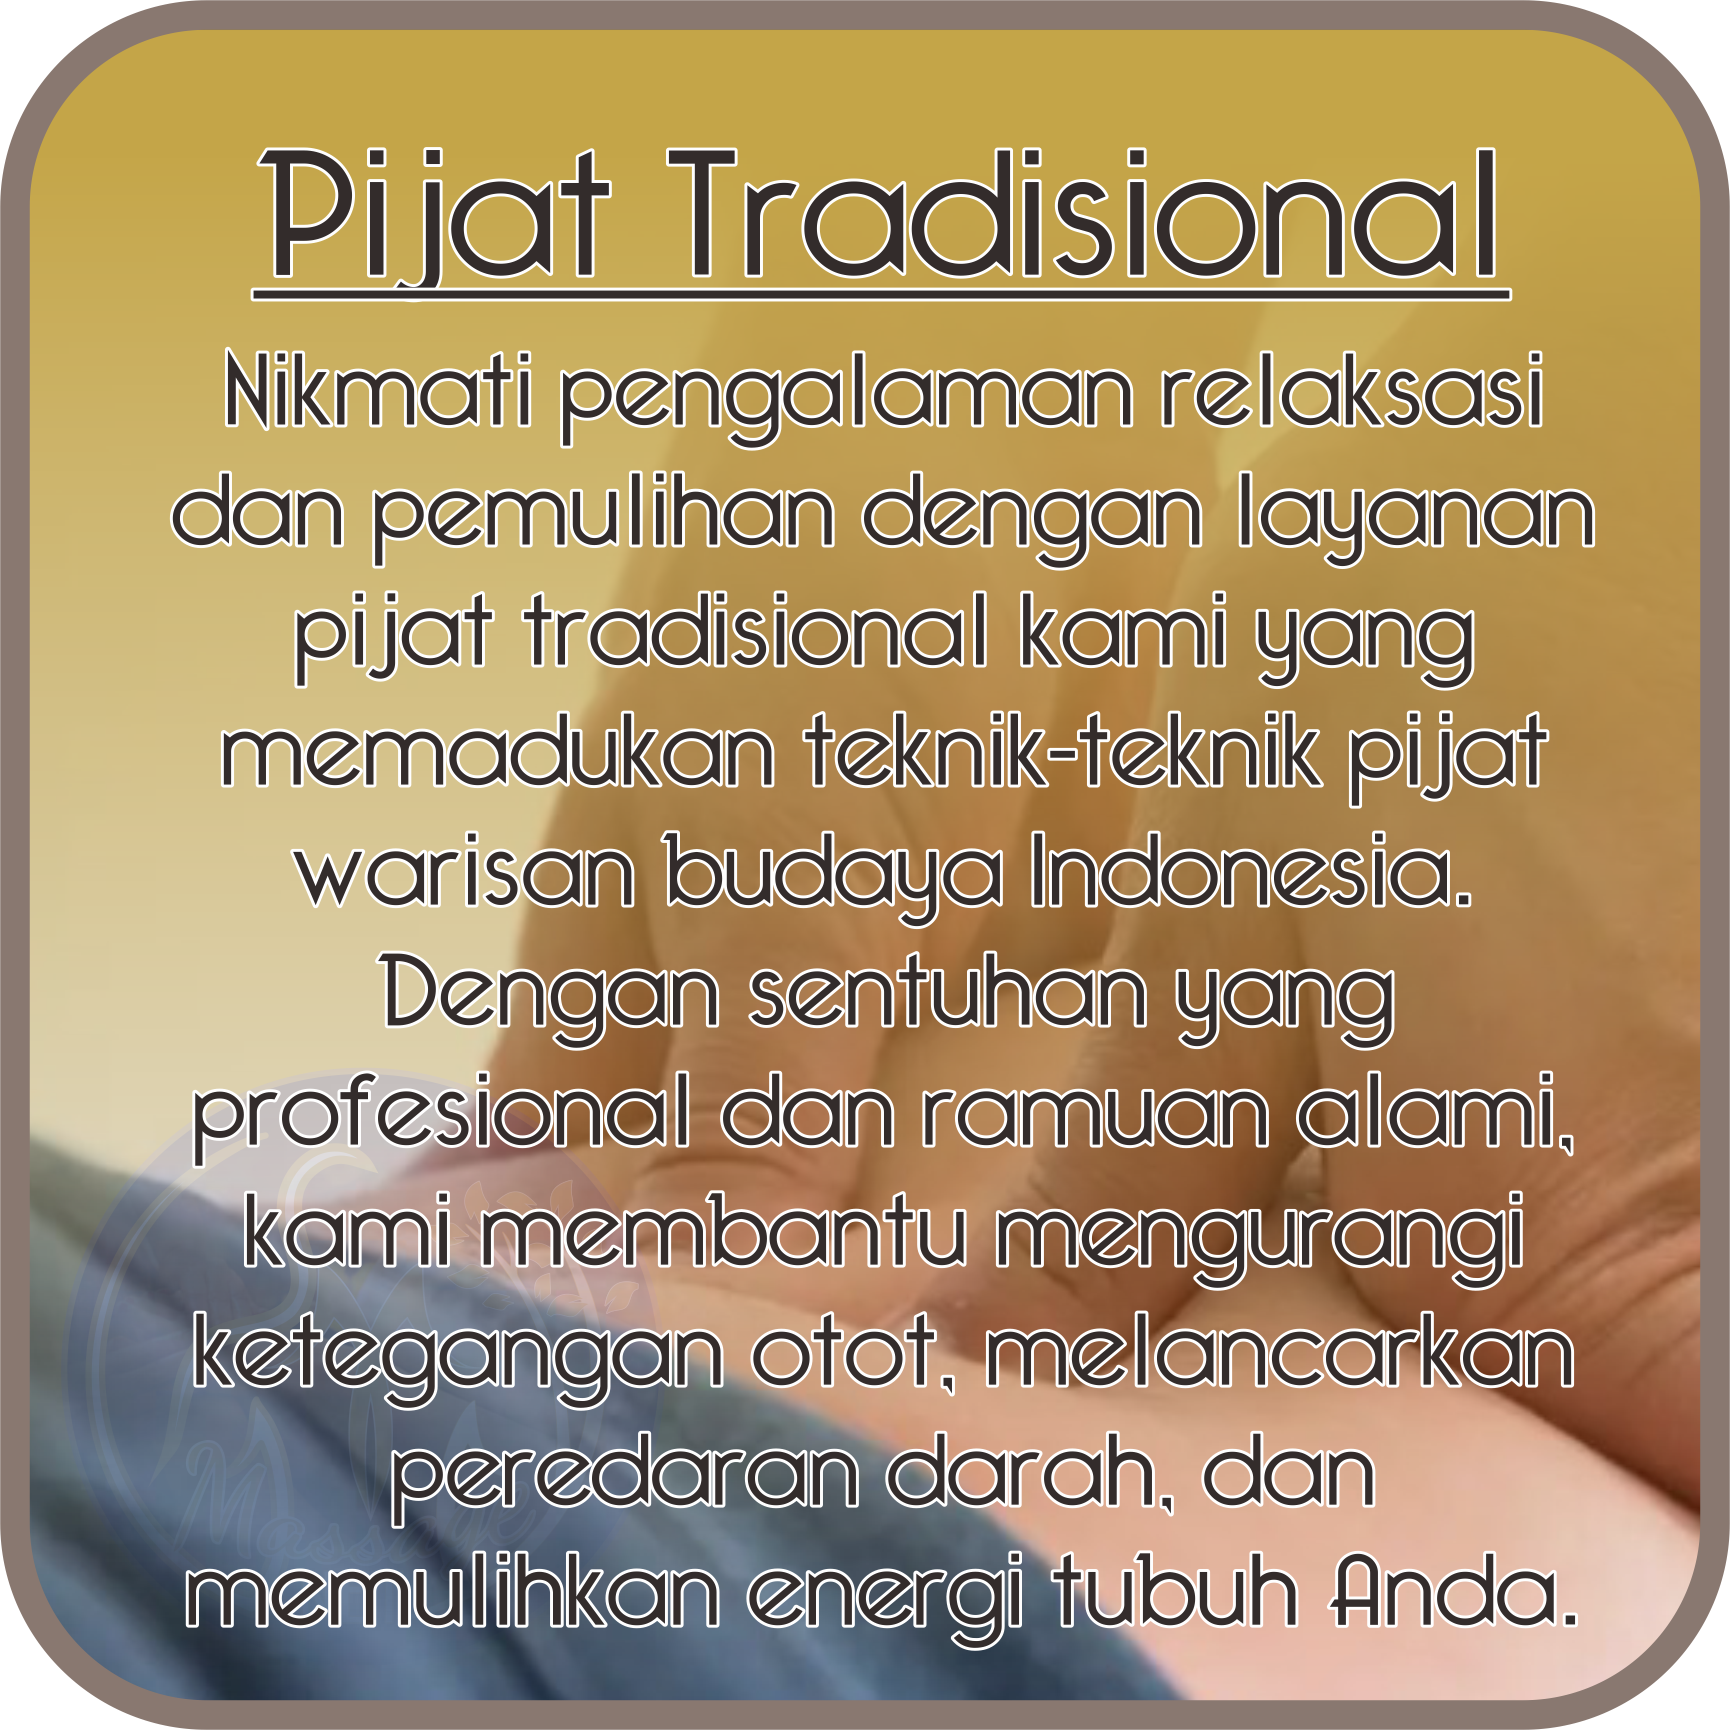 Pijat Tradisional
Nikmati pengalaman relaksasi
dan pemulihan dengan layanan
pijat tradisional kami yang
memadukan teknik-teknik pijat
warisan budaya Indonesia.
Dengan sentuhan yang
profesional dan ramuan alami,
kami membantu mengurangi
ketegangan otot, melancarkan
peredaran darah, dan
memulihkan energi tubuh Anda.
Massage